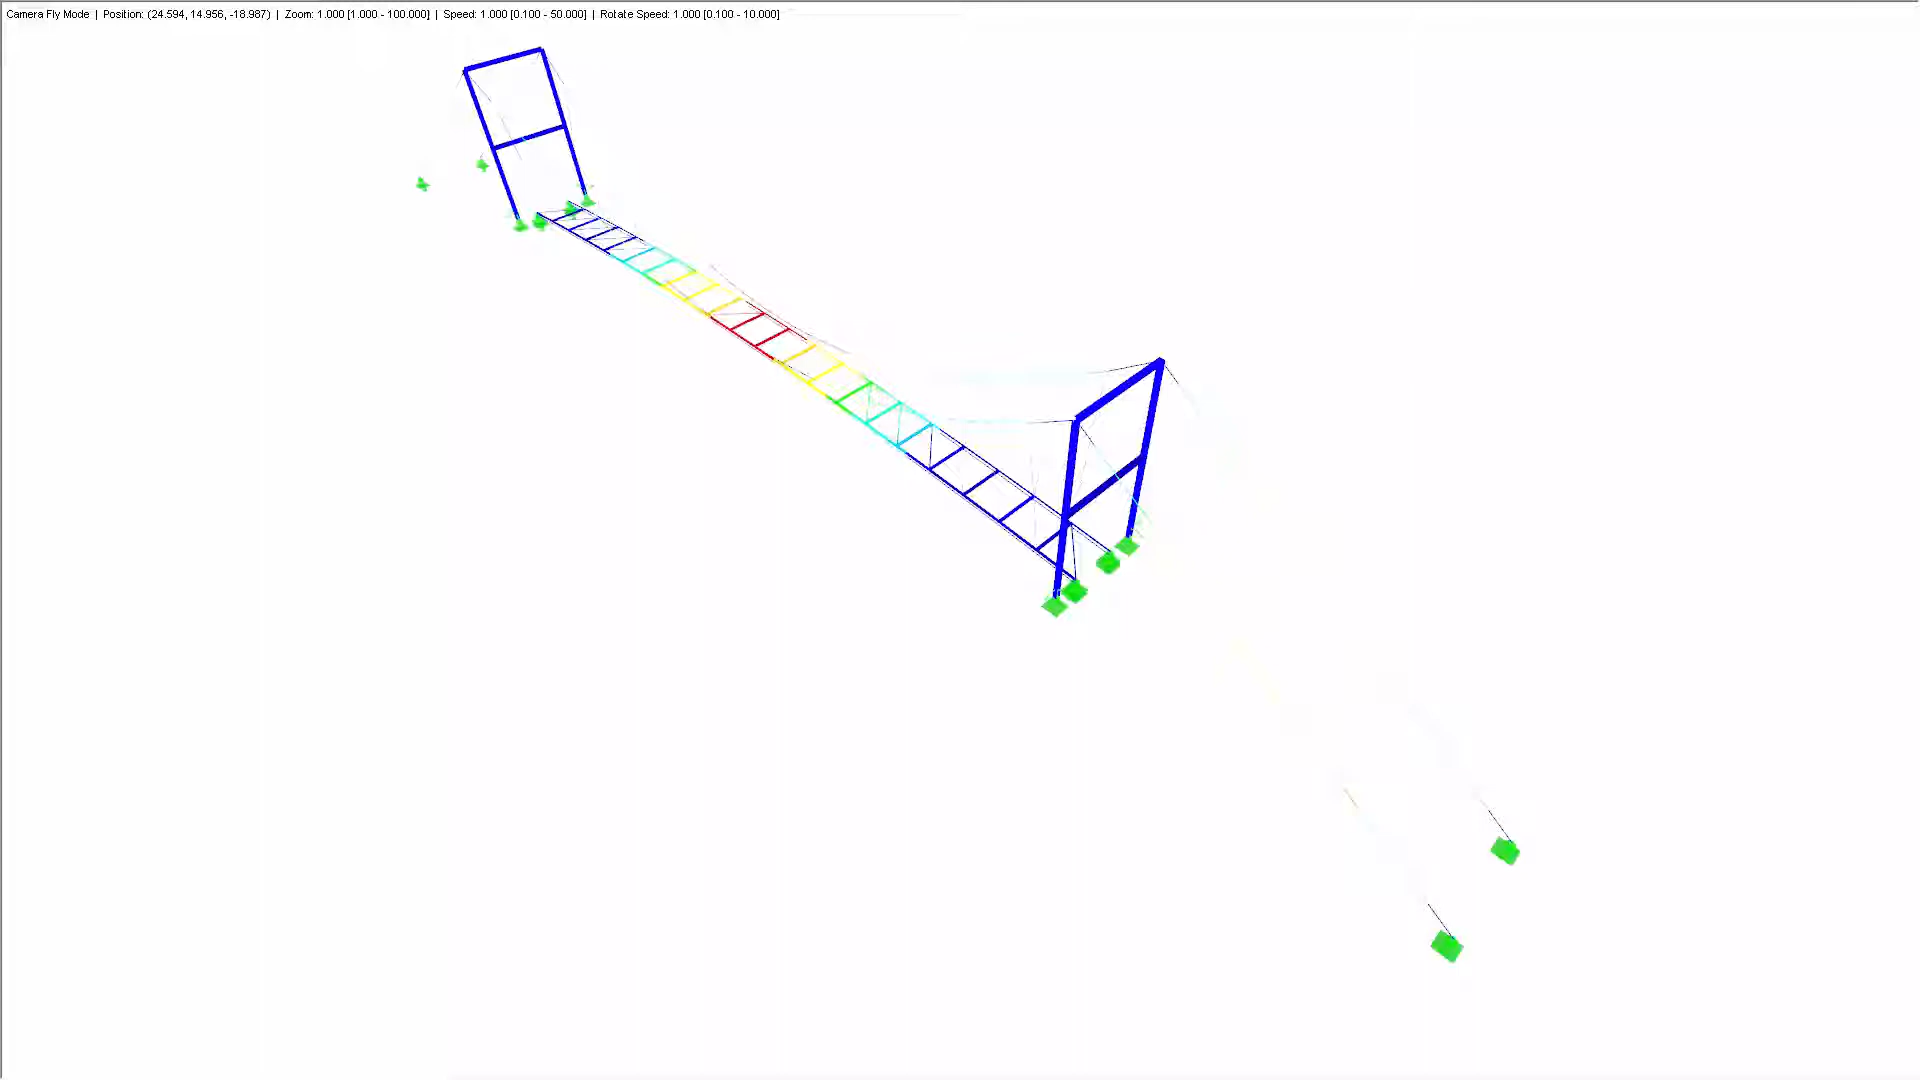 Camera Fly Mode | Position: (24.594, 14.956, -18.987) | Zoom: 1.000 [1.000 - 100.000] | Speed: 1.000 [0.100 - 50.000] | Rotate Speed: 1.000 [0.100 - 10.000]